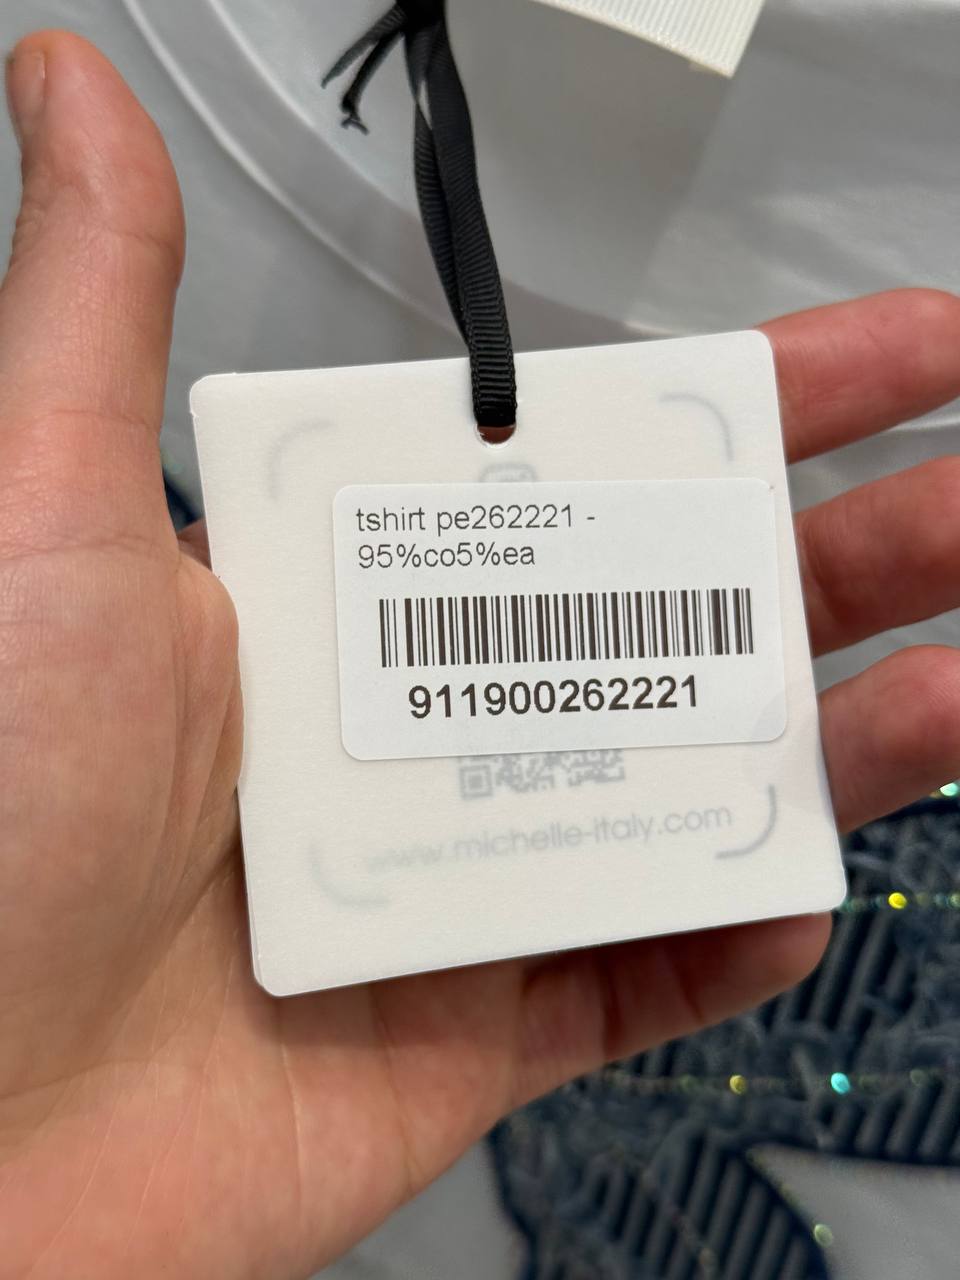 tshirt pe262221 -
95%co5%ea
911900262221
www.michelle-italy.com